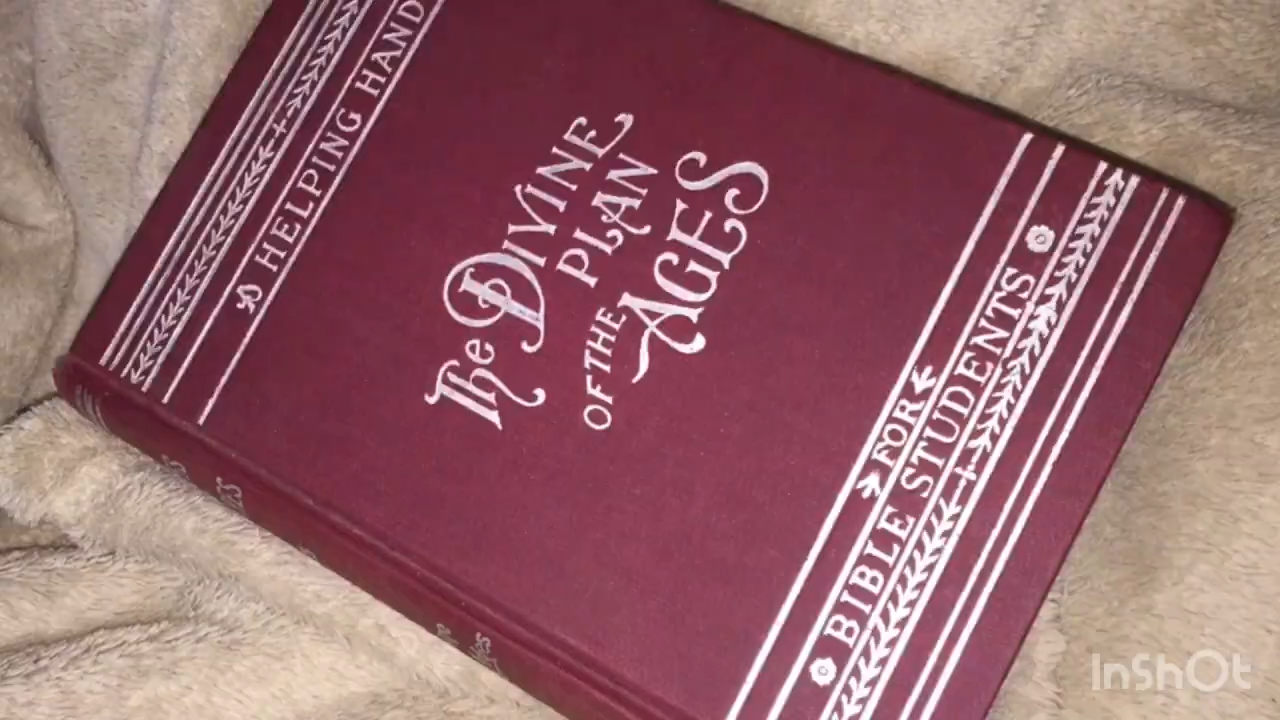 HELPING HAND
The DIVINE
PLAN
OF THE
AGES
FOR
BIBLE STUDENTS
InShOt